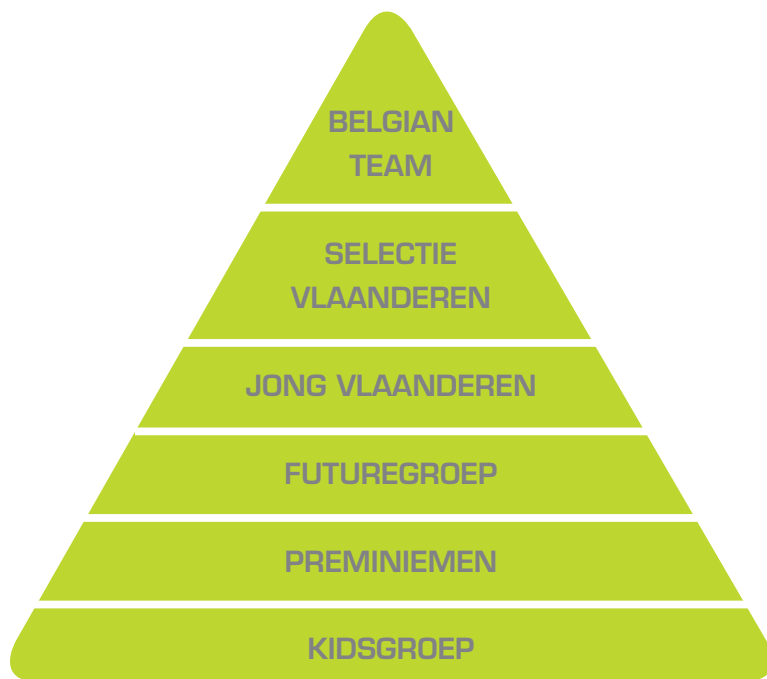 BELGIAN
TEAM
SELECTIE
VLAANDEREN
JONG VLAANDEREN
FUTUREGROEP
PREMINIEMEN
KIDSGROEP